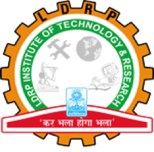 LDRP
LDRP INSTITUTE OF TECHNOLOGY & RESEARCH
'कर भला होगा भला'